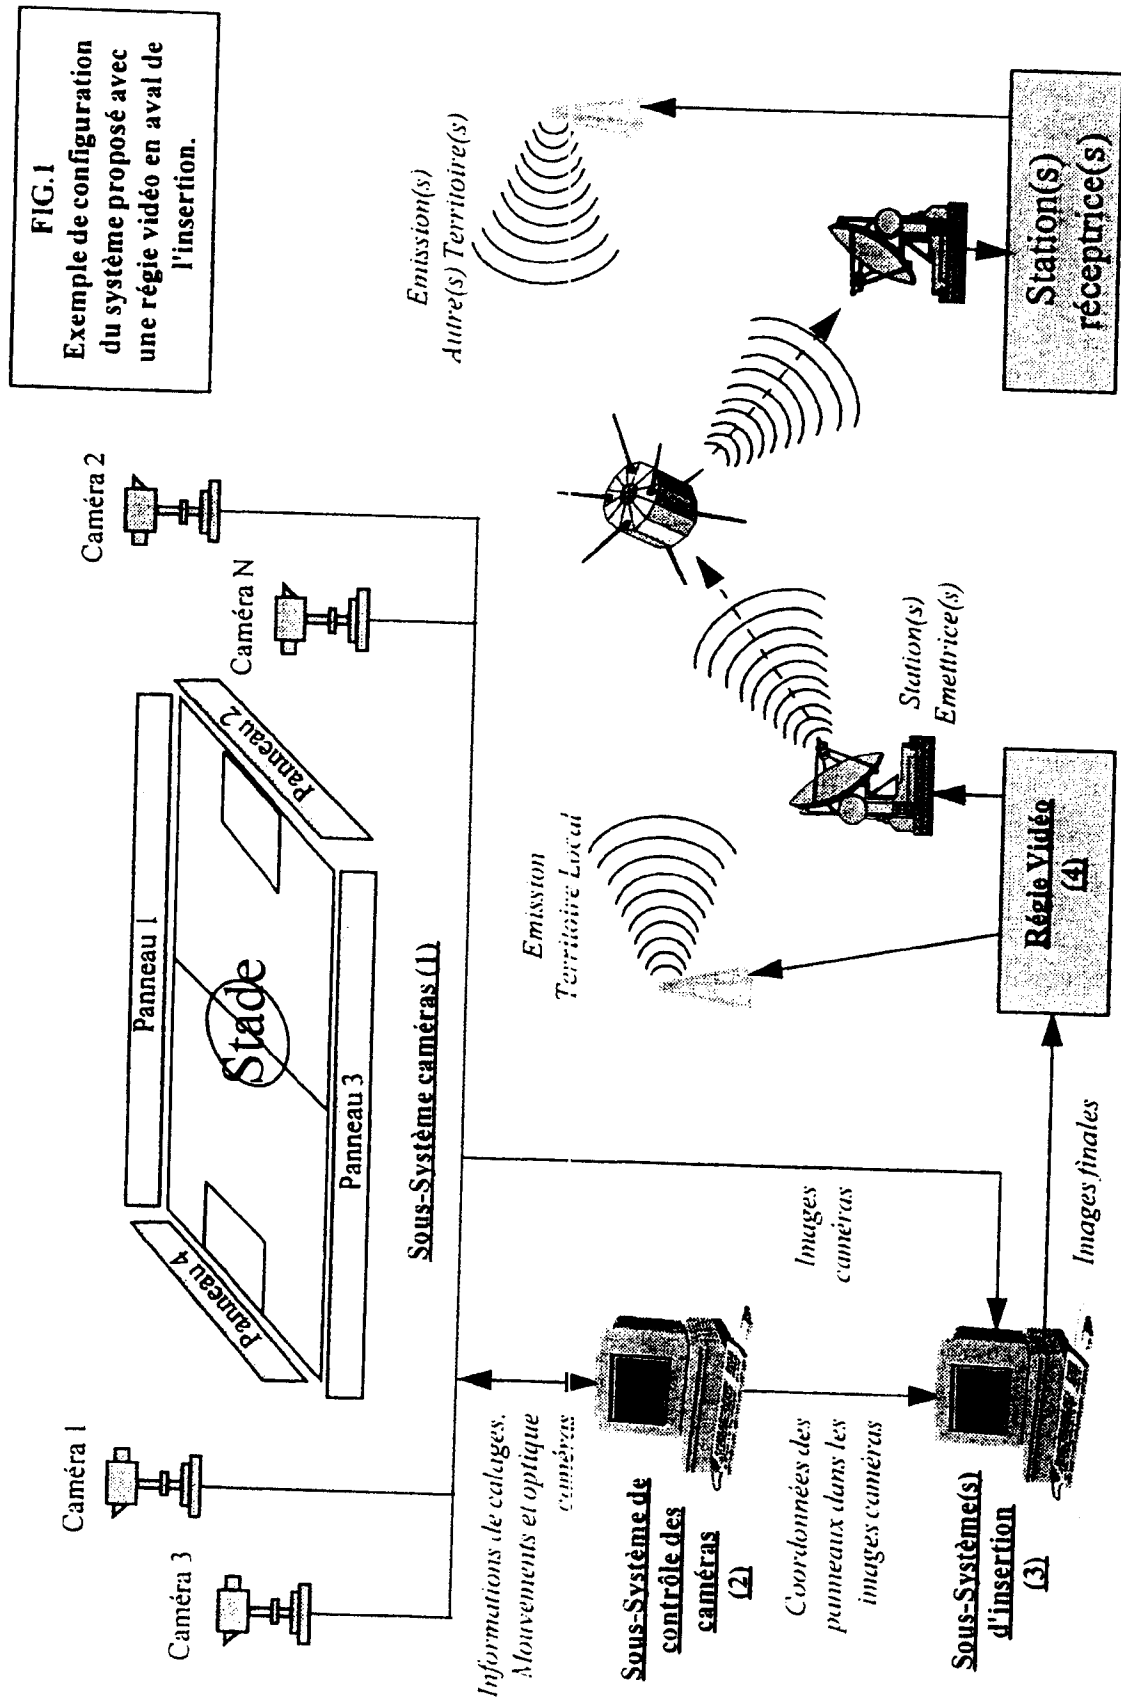 FIG.1
Exemple de configuration
du système proposé avec
une régie vidéo en aval de
l'insertion.
Caméra 1
Caméra 3
Caméra 2
Caméra N
Panneau 1
Panneau 2
Panneau 3
Panneau 4
Stade
Sous-Système caméras (1)
Informations de calages,
Mouvements et optique
caméras
Sous-Système de
contrôle des
caméras
(2)
Images
caméras
Coordonnées des
panneaux dans les
images caméras
Sous-Système(s)
d'insertion
(3)
Images finales
Régie Vidéo
(4)
Emission
Territoire Local
Station(s)
Emettrice(s)
Emission(s)
Autre(s) Territoire(s)
Station(s)
réceptrice(s)